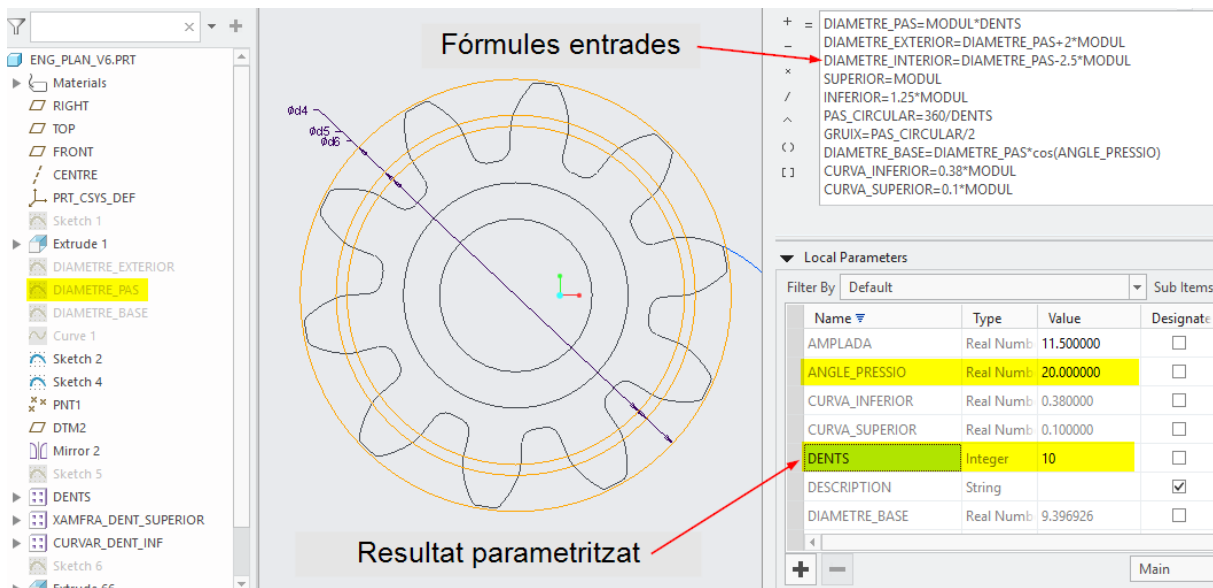 ENG_PLAN_V6.PRT
Materials
RIGHT
TOP
FRONT
CENTRE
PRT_CSYS_DEF
Sketch 1
Extrude 1
DIAMETRE_EXTERIOR
DIAMETRE_PAS
DIAMETRE_BASE
Curve 1
Sketch 2
Sketch 4
PNT1
DTM2
Mirror 2
Sketch 5
DENTS
XAMFRA_DENT_SUPERIOR
CURVAR_DENT_INF
Sketch 6
Extrude 66
Fórmules entrades
Ød4
Ød5
Ød6
Resultat parametritzat
+ = DIAMETRE_PAS=MODUL*DENTS
− DIAMETRE_EXTERIOR=DIAMETRE_PAS+2*MODUL
DIAMETRE_INTERIOR=DIAMETRE_PAS-2.5*MODUL
× SUPERIOR=MODUL
/ INFERIOR=1.25*MODUL
^ PAS_CIRCULAR=360/DENTS
GRUIX=PAS_CIRCULAR/2
() DIAMETRE_BASE=DIAMETRE_PAS*cos(ANGLE_PRESSIO)
[] CURVA_INFERIOR=0.38*MODUL
CURVA_SUPERIOR=0.1*MODUL
Local Parameters
Filter By Default Sub Items
Name Type Value Designate
AMPLADA Real Numb 11.500000
ANGLE_PRESSIO Real Numb 20.000000
CURVA_INFERIOR Real Numb 0.380000
CURVA_SUPERIOR Real Numb 0.100000
DENTS Integer 10
DESCRIPTION String
DIAMETRE_BASE Real Numb 9.396926
Main